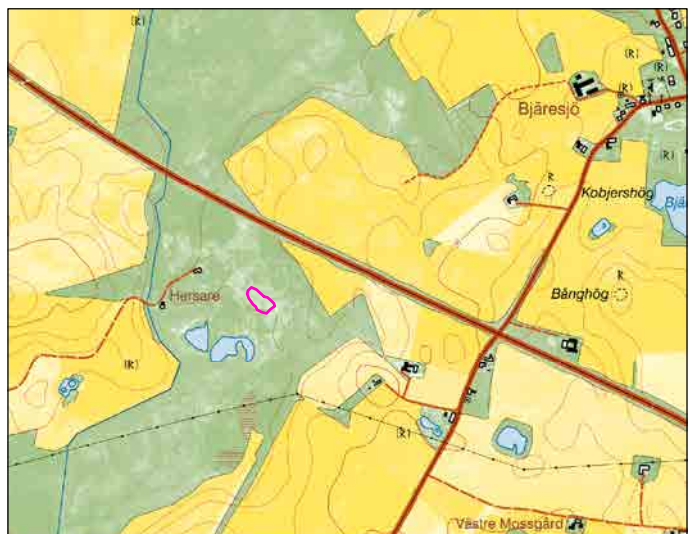 (R)
(R)
(R)
(R)
Bjäresjö
(R)
R
Kobjershög
Bjä
R
Bånghög
Hersare
(R)
(R)
Västre Mossgård